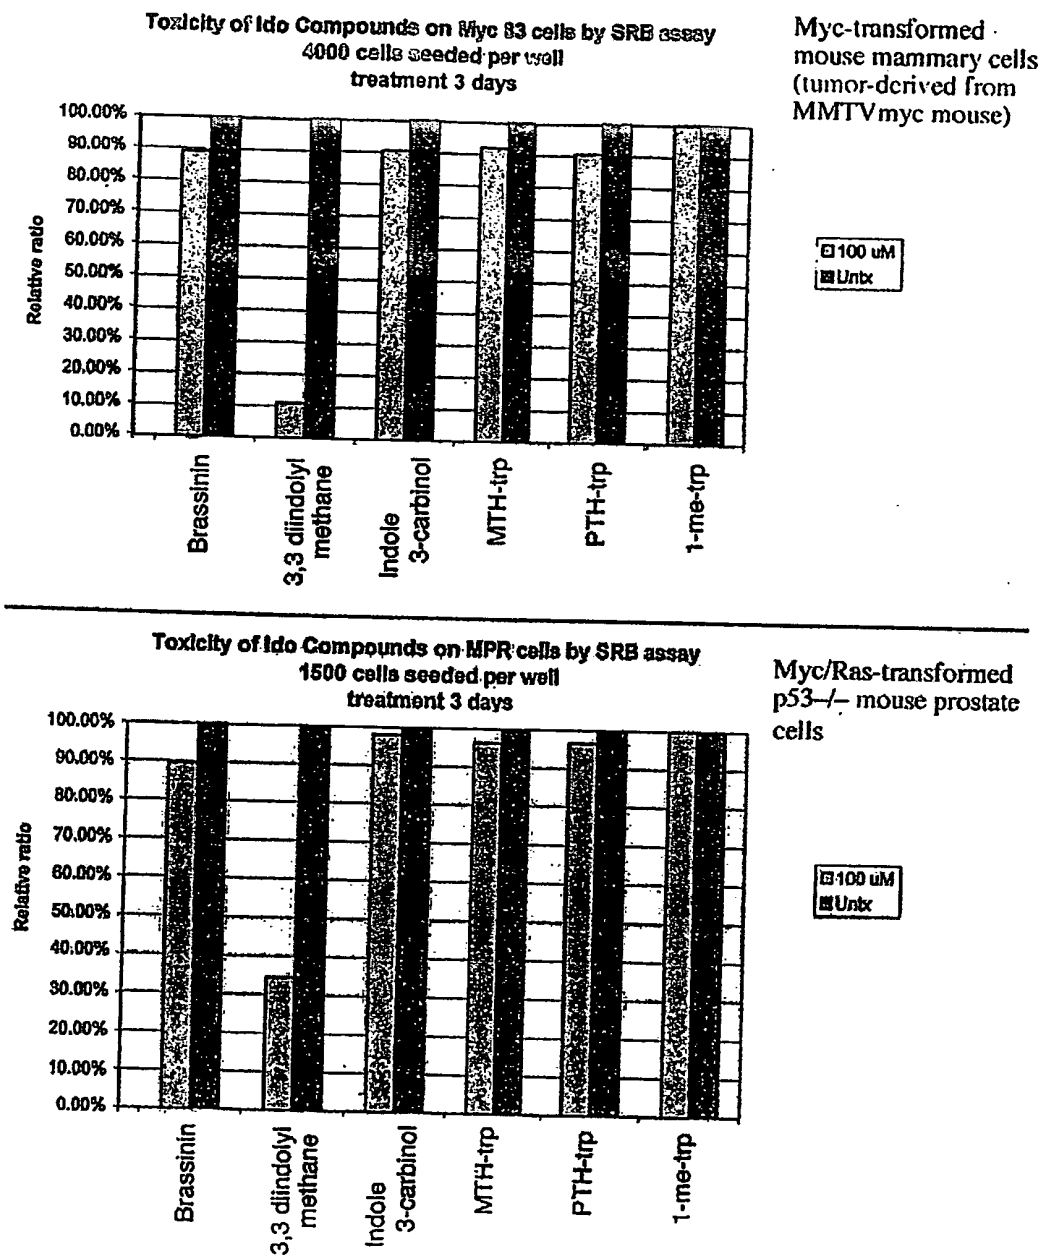 Toxicity of Ido Compounds on Myc 83 cells by SRB assay
4000 cells seeded per well
treatment 3 days
Myc-transformed
mouse mammary cells
(tumor-derived from
MMTVmyc mouse)
Relative ratio
100.00%
90.00%
80.00%
70.00%
60.00%
50.00%
40.00%
30.00%
20.00%
10.00%
0.00%
100 uM
Untx
Brassinin
3,3 diindolyl
methane
Indole
3-carbinol
MTH-trp
PTH-trp
1-me-trp
Toxicity of Ido Compounds on MPR cells by SRB assay
1500 cells seeded per well
treatment 3 days
Myc/Ras-transformed
p53-/- mouse prostate
cells
Relative ratio
100.00%
90.00%
80.00%
70.00%
60.00%
50.00%
40.00%
30.00%
20.00%
10.00%
0.00%
100 uM
Untx
Brassinin
3,3 diindolyl
methane
Indole
3-carbinol
MTH-trp
PTH-trp
1-me-trp